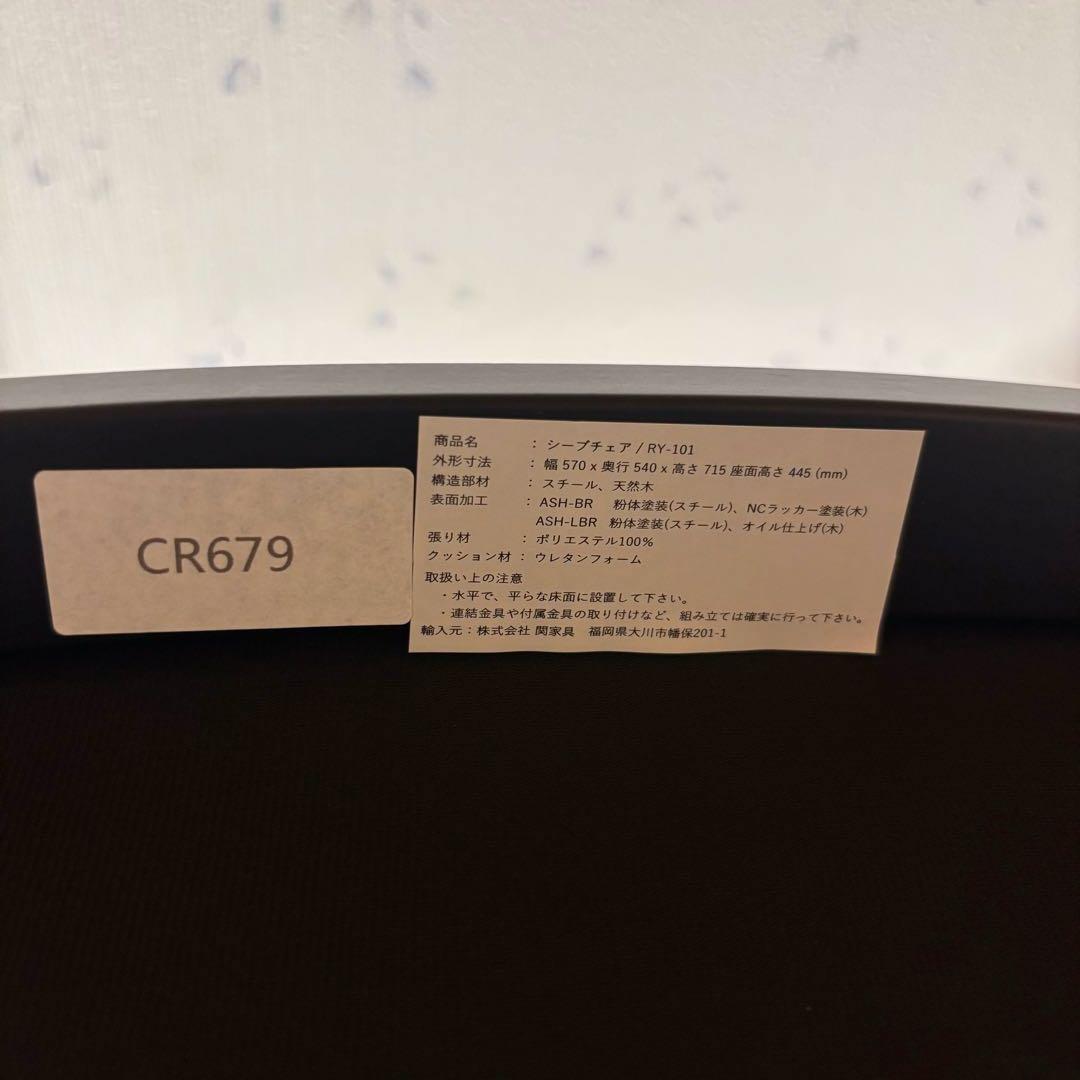 CR679
商品名 : シープチェア / RY-101
外形寸法 : 幅 570 x 奥行 540 x 高さ 715 座面高さ 445 (mm)
構造部材 : スチール、天然木
表面加工 : ASH-BR 粉体塗装(スチール)、NCラッカー塗装(木)
ASH-LBR 粉体塗装(スチール)、オイル仕上げ(木)
張り材 : ポリエステル100%
クッション材 : ウレタンフォーム
取扱い上の注意
・水平で、平らな床面に設置して下さい。
・連結金具や付属金具の取り付けなど、組み立ては確実に行って下さい。
輸入元：株式会社 関家具 福岡県大川市幡保201-1